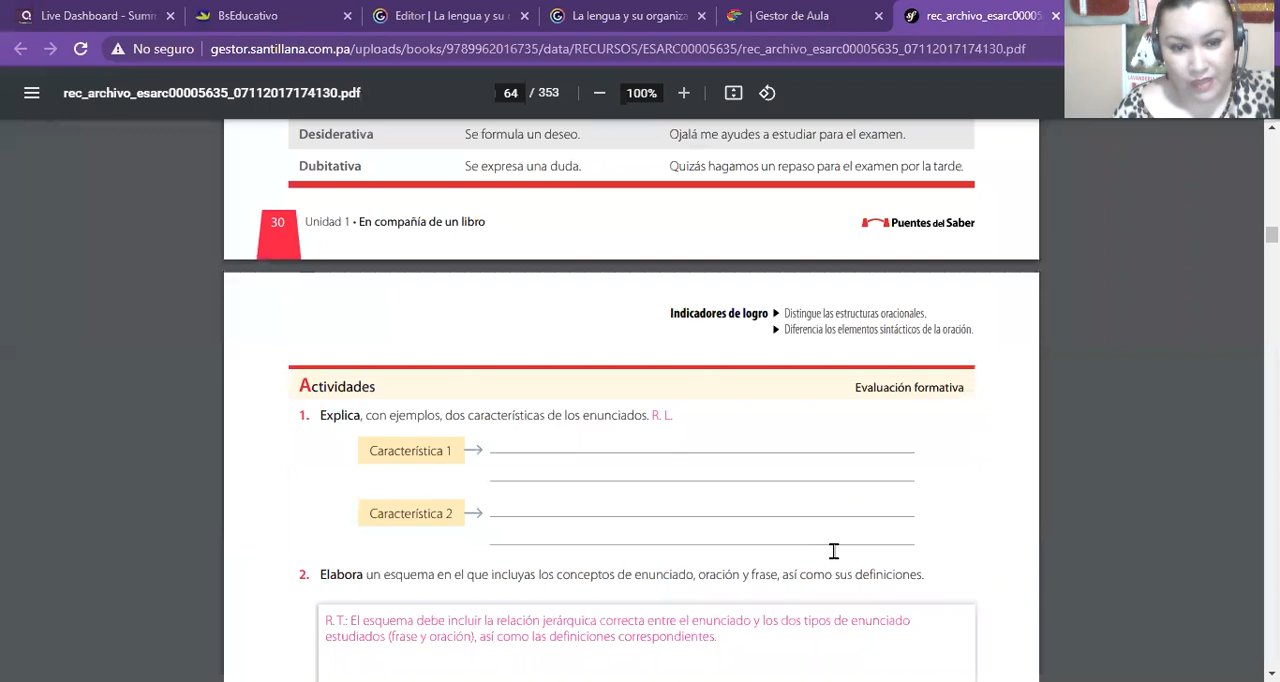 Live Dashboard - Summ
BsEducativo
Editor | La lengua y su o
La lengua y su organiza
| Gestor de Aula
rec_archivo_esarc00005
No seguro
gestor.santillana.com.pa/uploads/books/9789962016735/data/RECURSOS/ESARC00005635/rec_archivo_esarc00005635_07112017174130.pdf
rec_archivo_esarc00005635_07112017174130.pdf
64 / 353
100%
Desiderativa Se formula un deseo. Ojalá me ayudes a estudiar para el examen.
Dubitativa Se expresa una duda. Quizás hagamos un repaso para el examen por la tarde.
30 Unidad 1 • En compañía de un libro
Puentes del Saber
Indicadores de logro ▶ Distingue las estructuras oracionales.
▶ Diferencia los elementos sintácticos de la oración.
Actividades Evaluación formativa
1. Explica, con ejemplos, dos características de los enunciados. R. L.
Característica 1
Característica 2
2. Elabora un esquema en el que incluyas los conceptos de enunciado, oración y frase, así como sus definiciones.
R. T.: El esquema debe incluir la relación jerárquica correcta entre el enunciado y los dos tipos de enunciado
estudiados (frase y oración), así como las definiciones correspondientes.